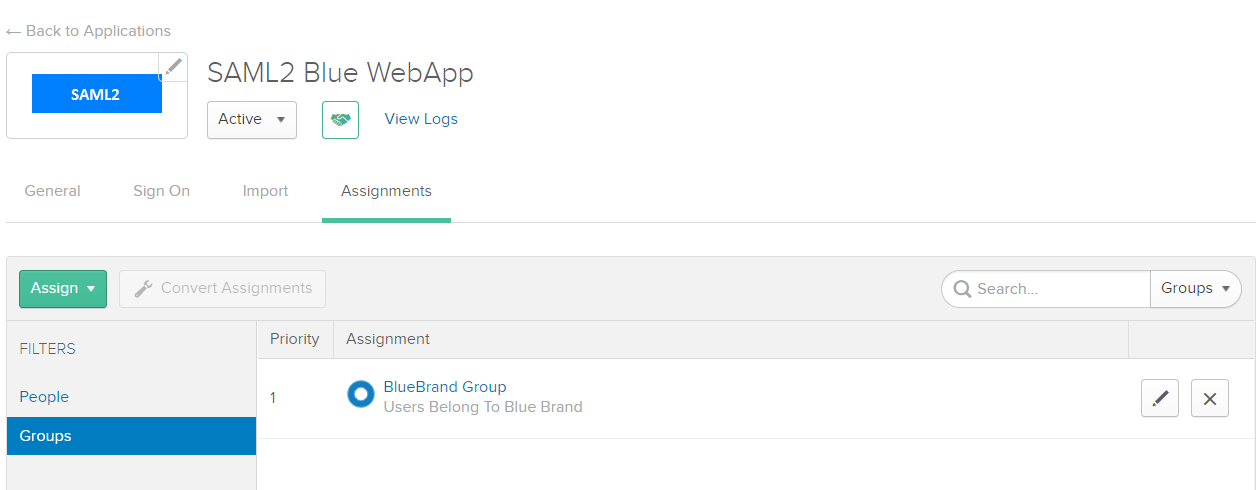 ← Back to Applications
SAML2
SAML2 Blue WebApp
Active
View Logs
General Sign On Import Assignments
Assign Convert Assignments Search... Groups
FILTERS
Priority Assignment
People
Groups
1
BlueBrand Group
Users Belong To Blue Brand